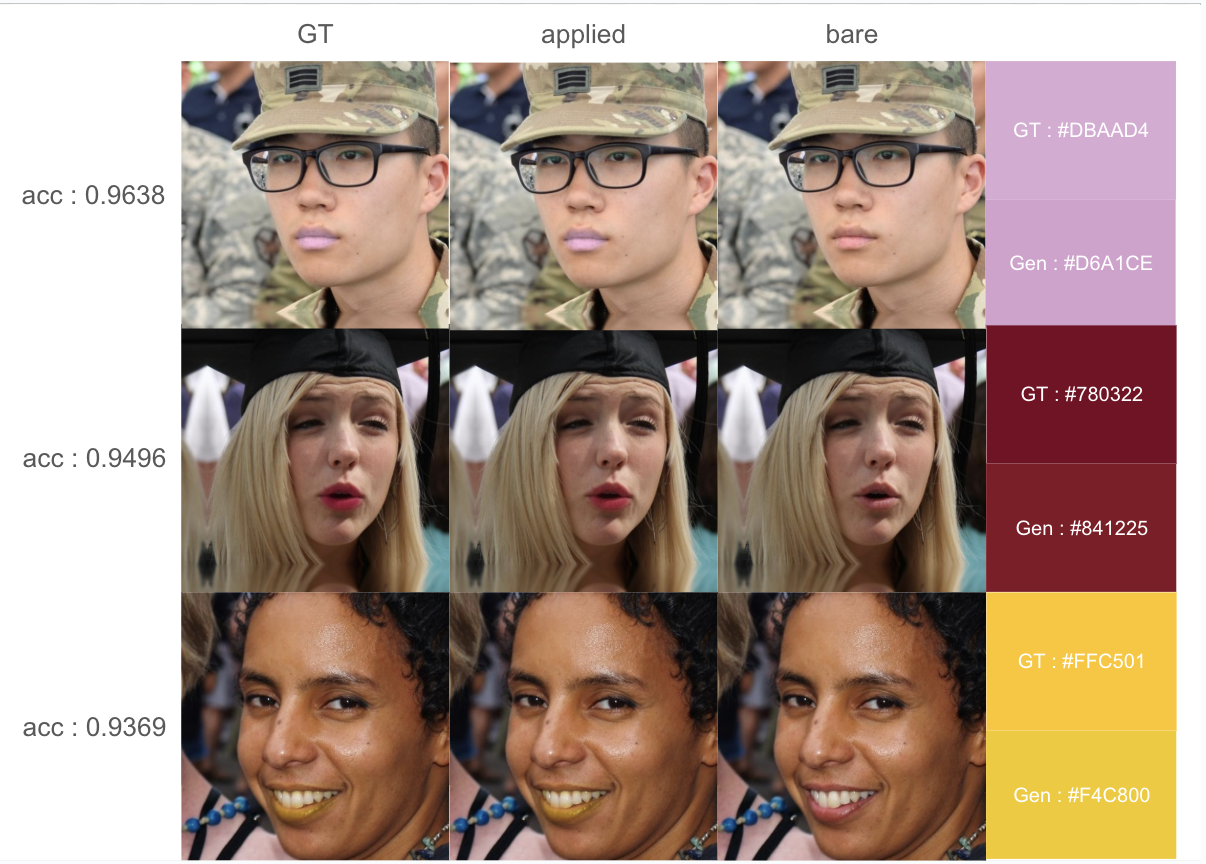 GT applied bare
acc : 0.9638
GT : #DBAAD4
Gen : #D6A1CE
acc : 0.9496
GT : #780322
Gen : #841225
acc : 0.9369
GT : #FFC501
Gen : #F4C800